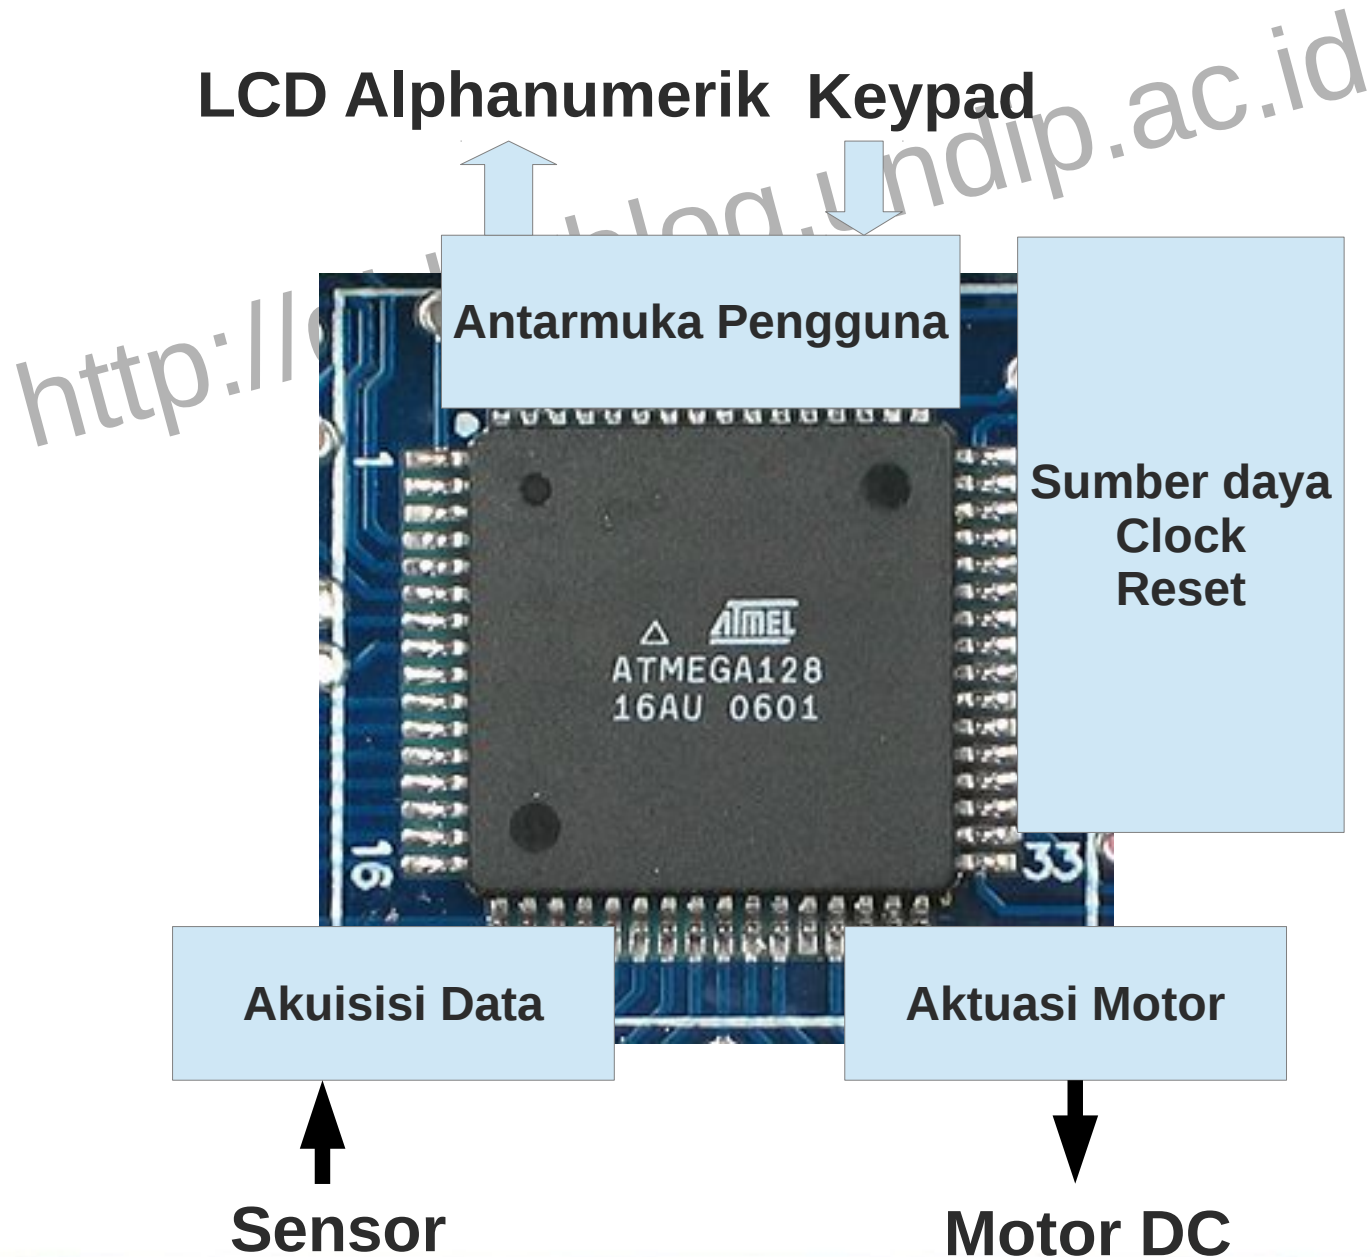 LCD Alphanumerik Keypad
Antarmuka Pengguna
Sumber daya
Clock
Reset
1
ATMEL
ATMEGA128
16AU 0601
16
33
Akuisisi Data
Aktuasi Motor
Sensor
Motor DC